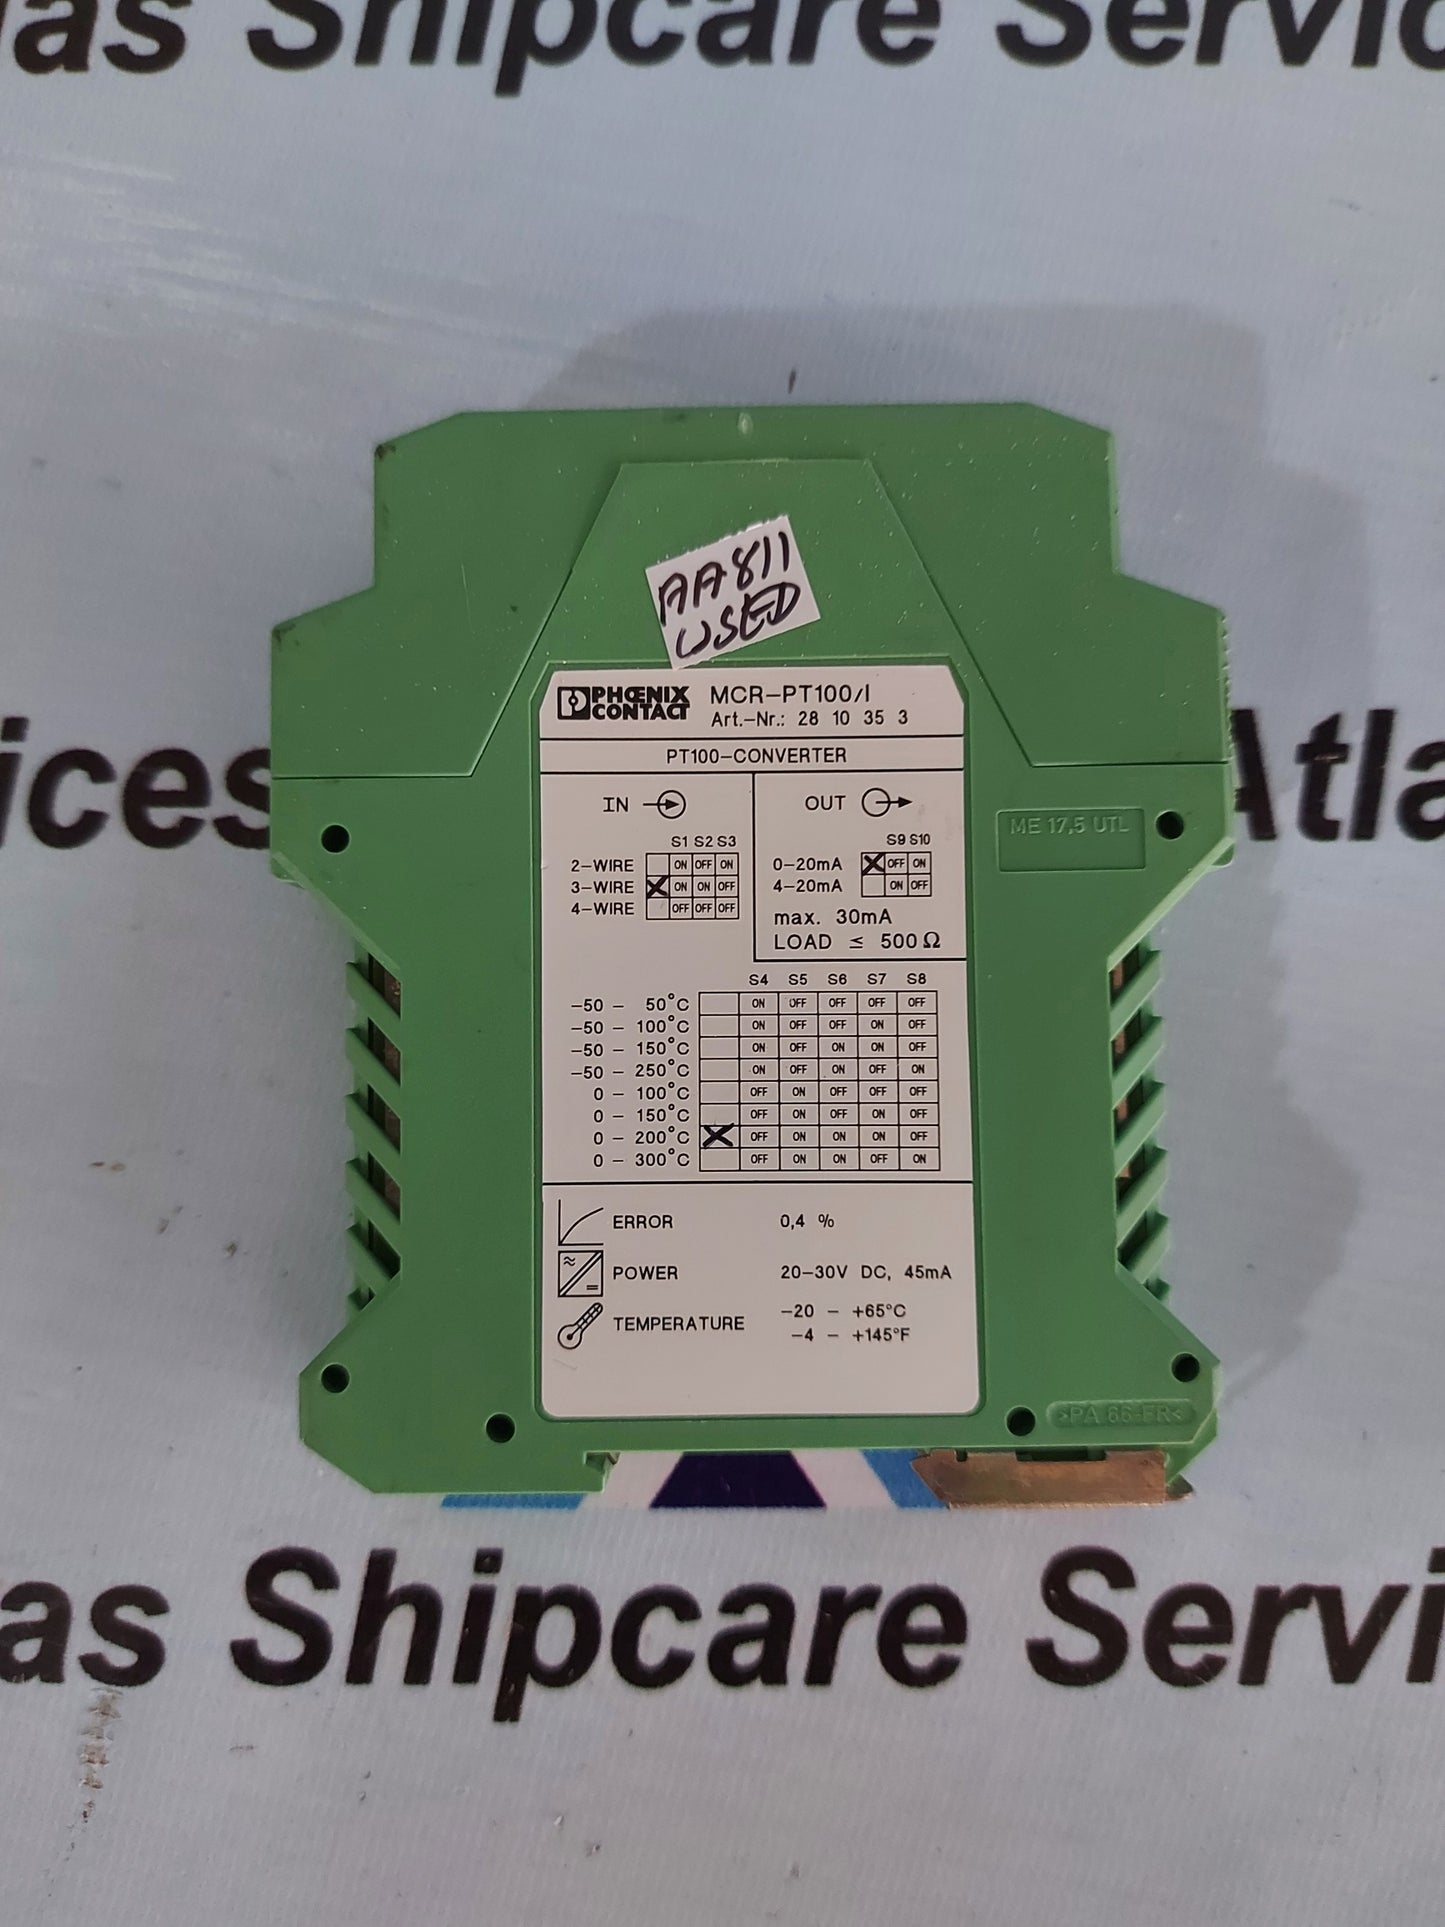 as Shipcare Servic
AA811
USED
PHŒNIX
CONTACT
MCR-PT100/I
Art.-Nr.: 28 10 35 3
PT100-CONVERTER
IN
OUT
S1 S2 S3
2-WIRE ON OFF ON
3-WIRE X ON ON OFF
4-WIRE OFF OFF OFF
S9 S10
0-20mA X OFF ON
4-20mA ON OFF
max. 30mA
LOAD ≤ 500 Ω
ME 17,5 UTL
ices
Atla
S4 S5 S6 S7 S8
-50 - 50°C ON OFF OFF OFF OFF
-50 - 100°C ON OFF OFF ON OFF
-50 - 150°C ON OFF ON ON OFF
-50 - 250°C ON OFF ON OFF ON
0 - 100°C OFF ON OFF OFF OFF
0 - 150°C OFF ON OFF ON OFF
0 - 200°C X OFF ON ON ON OFF
0 - 300°C OFF ON ON OFF ON
ERROR 0,4 %
POWER 20-30V DC, 45mA
TEMPERATURE -20 - +65°C
-4 - +145°F
>PA 66-FR<
as Shipcare Servi